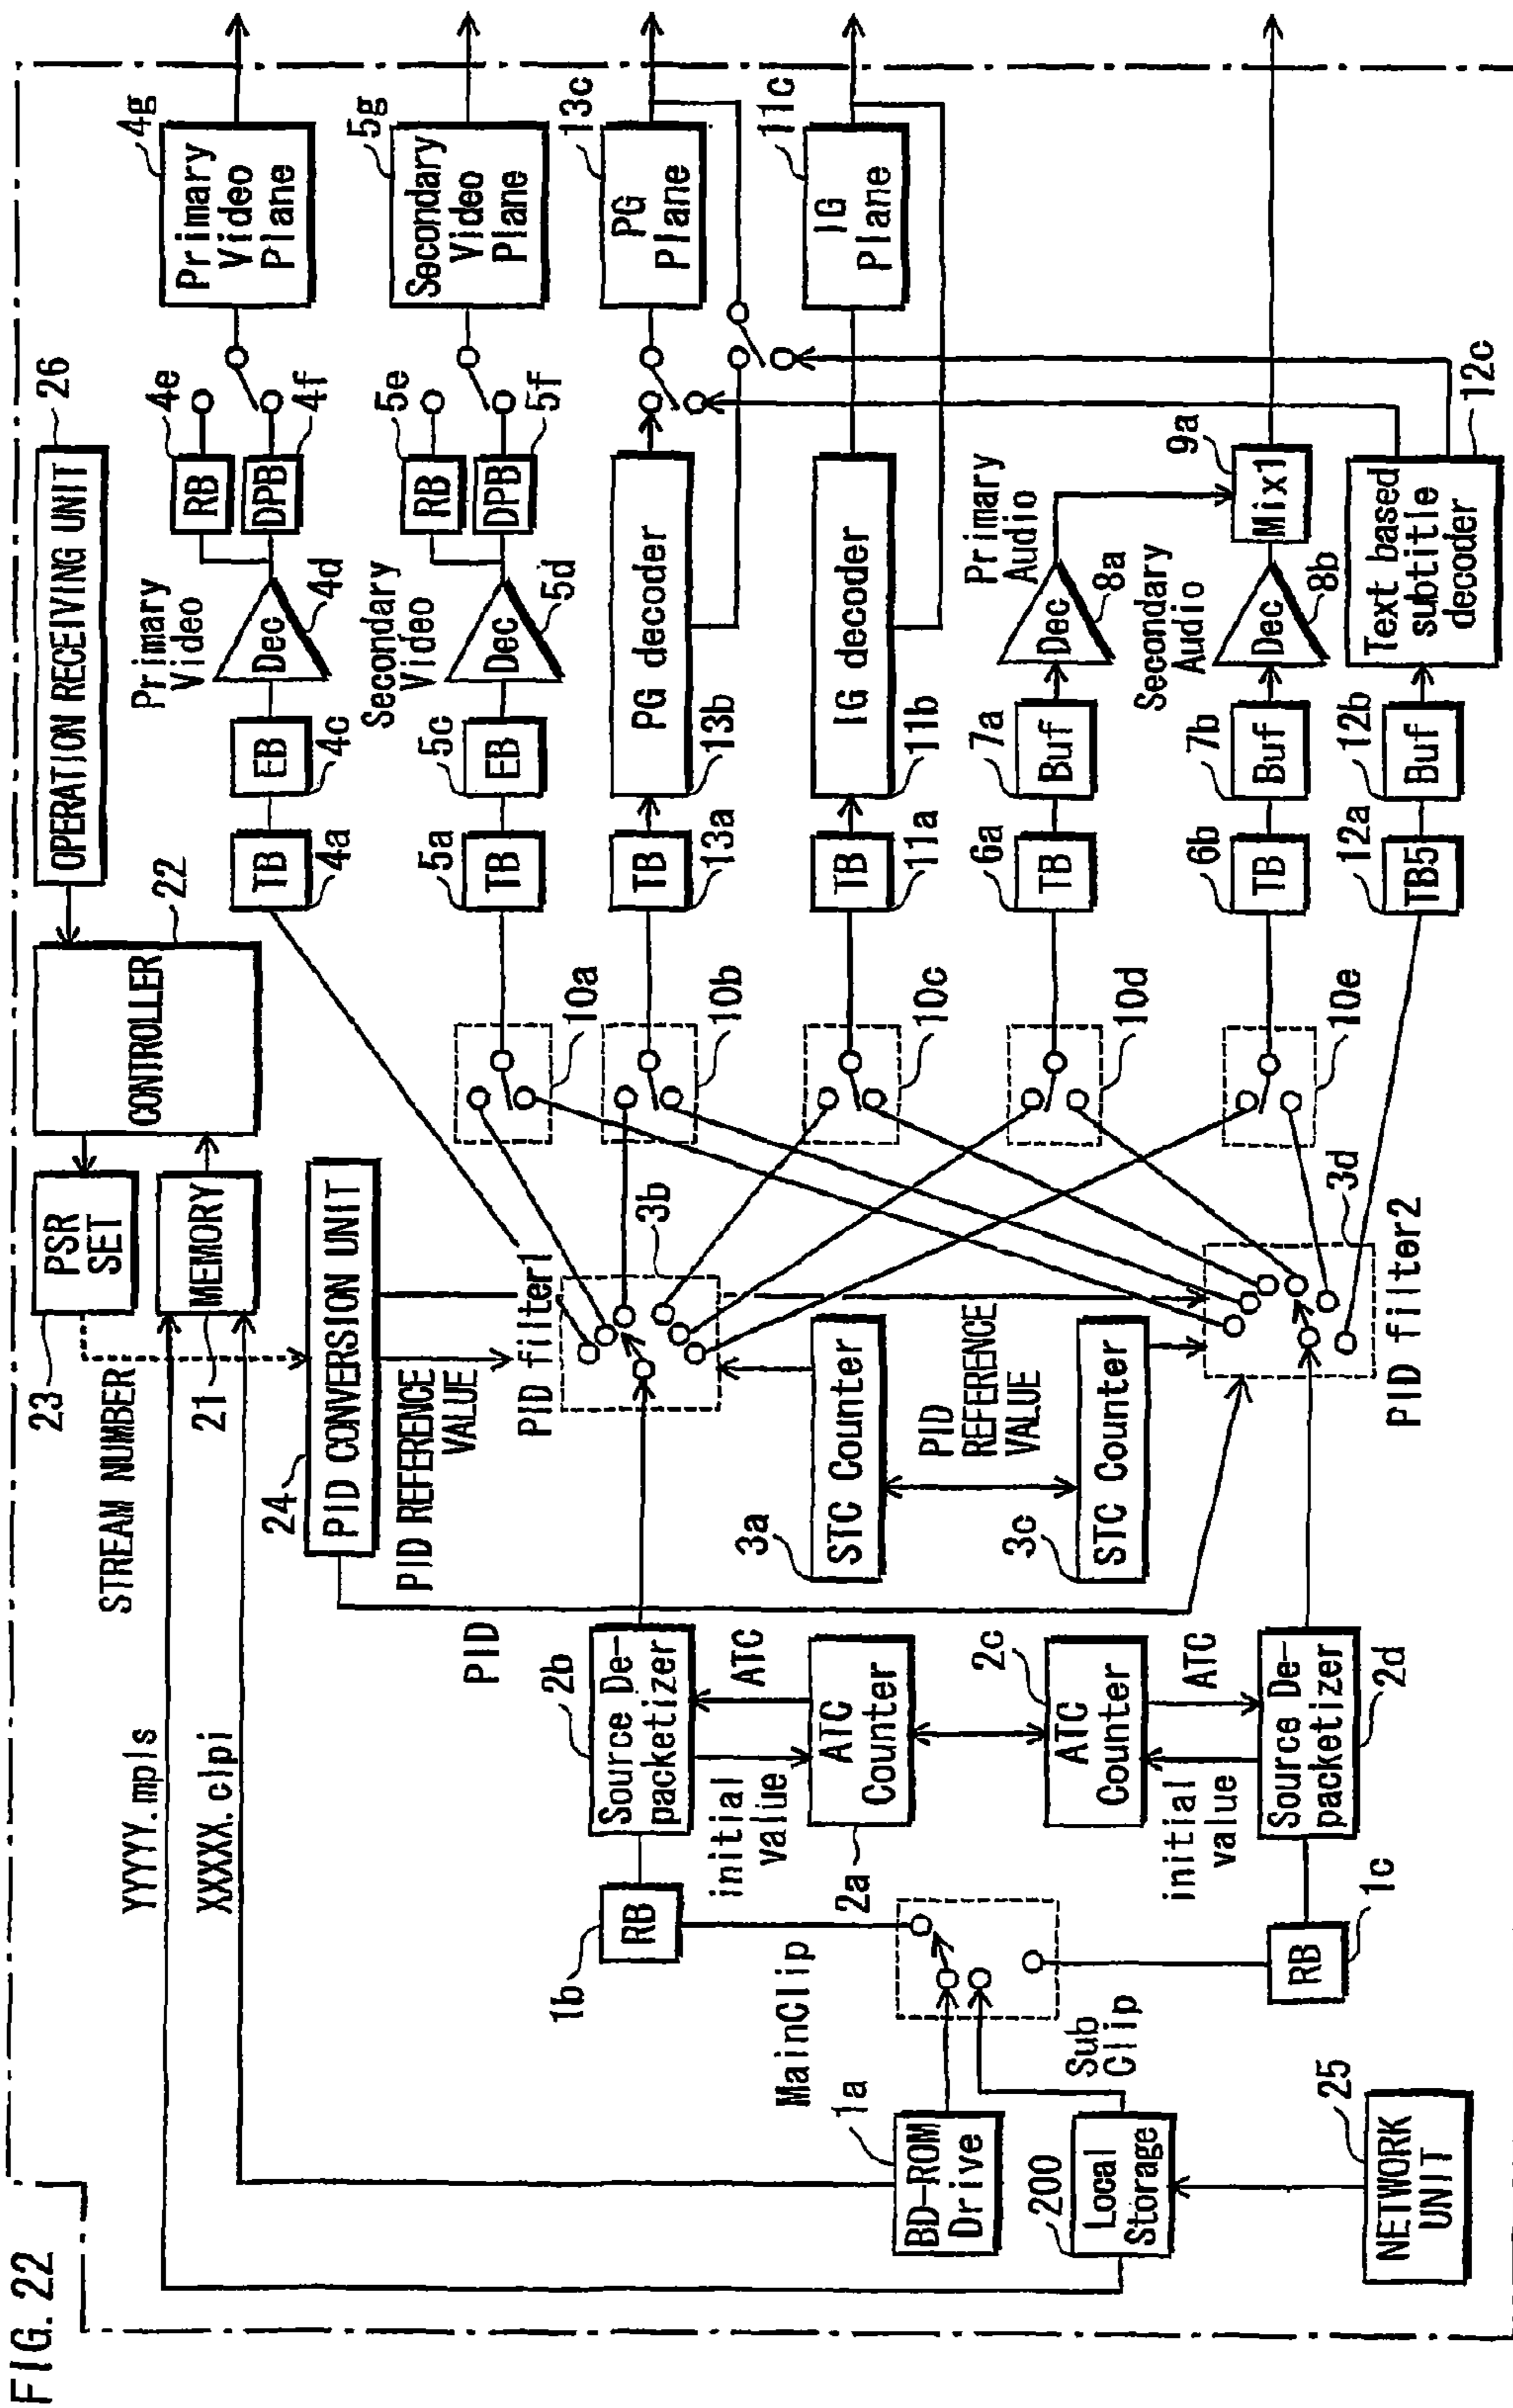 FIG. 22
YYYYY.mpls
XXXXX.clpi
STREAM NUMBER
23
PSR
SET
21
MEMORY
22
CONTROLLER
26
OPERATION RECEIVING UNIT
24
PID CONVERSION UNIT
PID REFERENCE
VALUE
PID
PID filter1
3b
1b
RB
2b
Source De-
packetizer
initial
value
ATC
2a
ATC
Counter
2c
ATC
Counter
initial
value
ATC
2d
Source De-
packetizer
1c
RB
MainClip
Sub
Clip
1a
BD-ROM
Drive
200
Local
Storage
25
NETWORK
UNIT
3a
STC Counter
PID
REFERENCE
VALUE
3c
STC Counter
3d
PID filter2
10a
10b
10c
10d
10e
TB
4a
EB
4c
Primary
Video
Dec
4d
RB
4e
DPB
4f
4g
Primary
Video
Plane
5a
TB
5c
EB
Secondary
Video
Dec
5d
RB
5e
DPB
5f
5g
Secondary
Video
Plane
TB
13a
PG decoder
13b
13c
PG
Plane
TB
11a
IG decoder
11b
11c
IG
Plane
6a
TB
7a
Buf
Dec
8a
Primary
Audio
6b
TB
7b
Buf
Secondary
Audio
Dec
8b
9a
Mix1
12a
TB5
12b
Buf
Text based
subtitle
decoder
12c